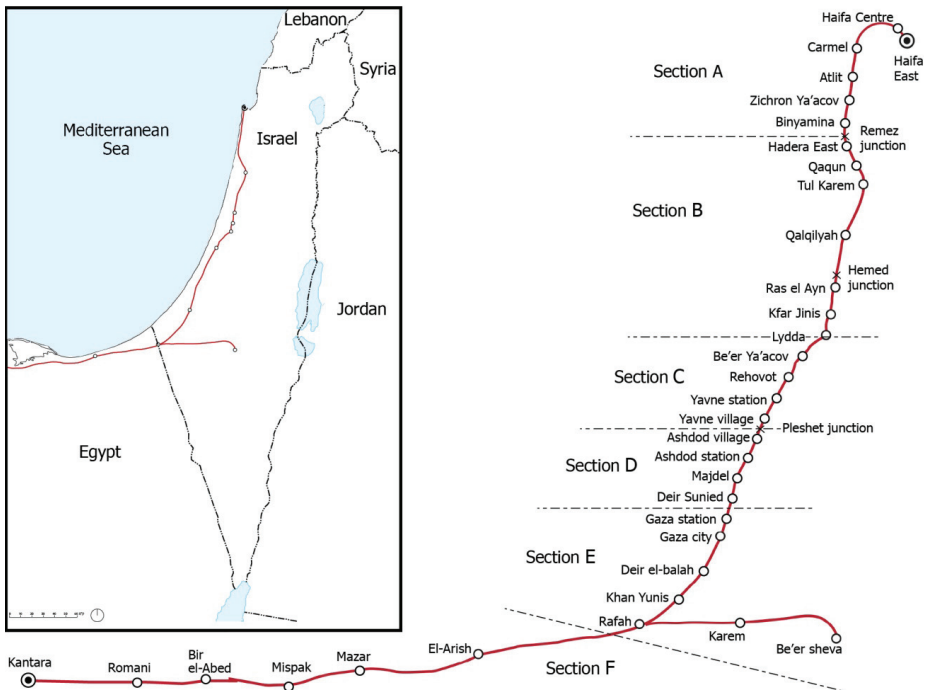 Lebanon
Syria
Mediterranean
Sea
Israel
Jordan
Egypt
Haifa Centre
Haifa
East
Carmel
Section A
Atlit
Zichron Ya'acov
Binyamina
Remez
junction
Hadera East
Qaqun
Tul Karem
Section B
Qalqilyah
Hemed
junction
Ras el Ayn
Kfar Jinis
Lydda
Be'er Ya'acov
Section C
Rehovot
Yavne station
Yavne village
Pleshet junction
Ashdod village
Ashdod station
Section D
Majdel
Deir Sunied
Gaza station
Gaza city
Section E
Deir el-balah
Khan Yunis
Rafah
Karem
Be'er sheva
El-Arish
Section F
Mazar
Mispak
Bir
el-Abed
Romani
Kantara